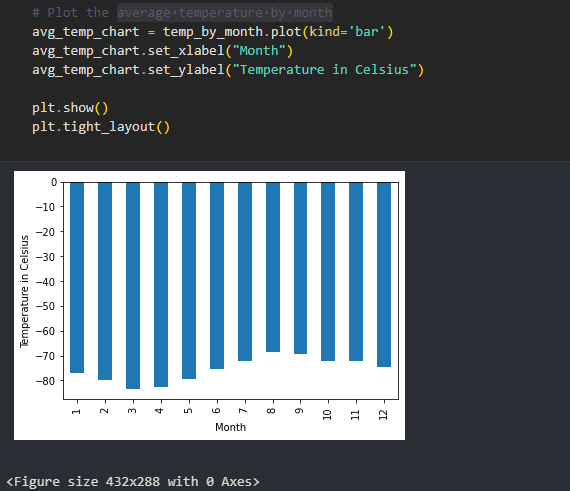 # Plot the average temperature by month
avg_temp_chart = temp_by_month.plot(kind='bar')
avg_temp_chart.set_xlabel("Month")
avg_temp_chart.set_ylabel("Temperature in Celsius")
plt.show()
plt.tight_layout()
0
−10
−20
−30
−40
−50
−60
−70
−80
Temperature in Celsius
1 2 3 4 5 6 7 8 9 10 11 12
Month
<Figure size 432x288 with 0 Axes>